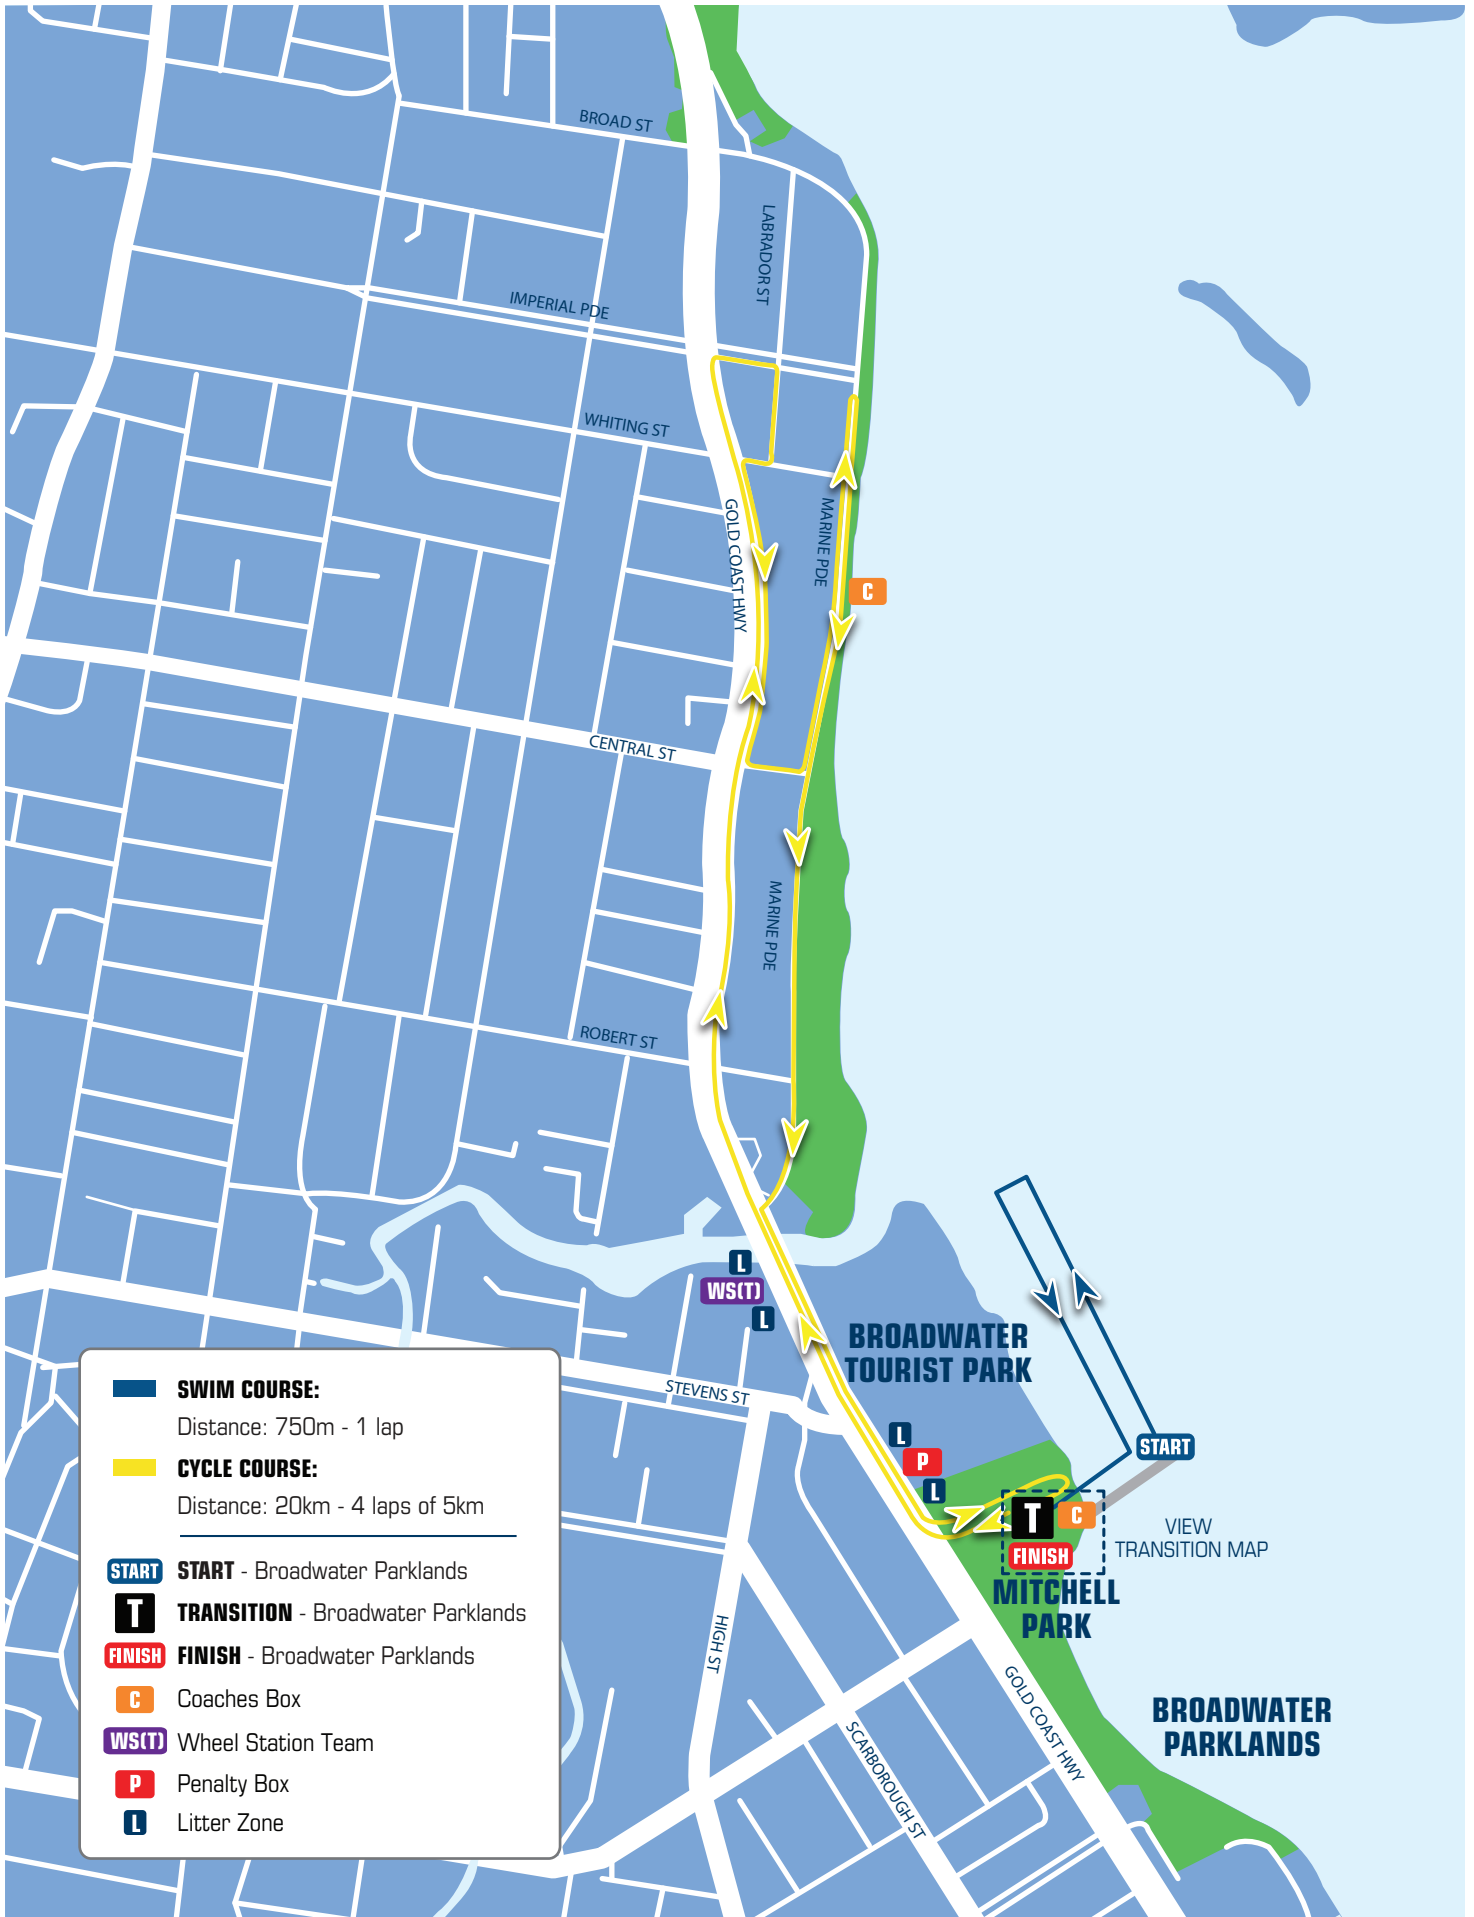 BROAD ST
LABRADOR ST
IMPERIAL PDE
WHITING ST
GOLD COAST HWY
MARINE PDE
C
CENTRAL ST
MARINE PDE
ROBERT ST
L
WS(T)
L
BROADWATER
TOURIST PARK
STEVENS ST
L
P
L
START
T
C
FINISH
VIEW
TRANSITION MAP
MITCHELL
PARK
HIGH ST
GOLD COAST HWY
SCARBOROUGH ST
BROADWATER
PARKLANDS
SWIM COURSE:
Distance: 750m - 1 lap
CYCLE COURSE:
Distance: 20km - 4 laps of 5km
START START - Broadwater Parklands
T TRANSITION - Broadwater Parklands
FINISH FINISH - Broadwater Parklands
C Coaches Box
WS(T) Wheel Station Team
P Penalty Box
L Litter Zone